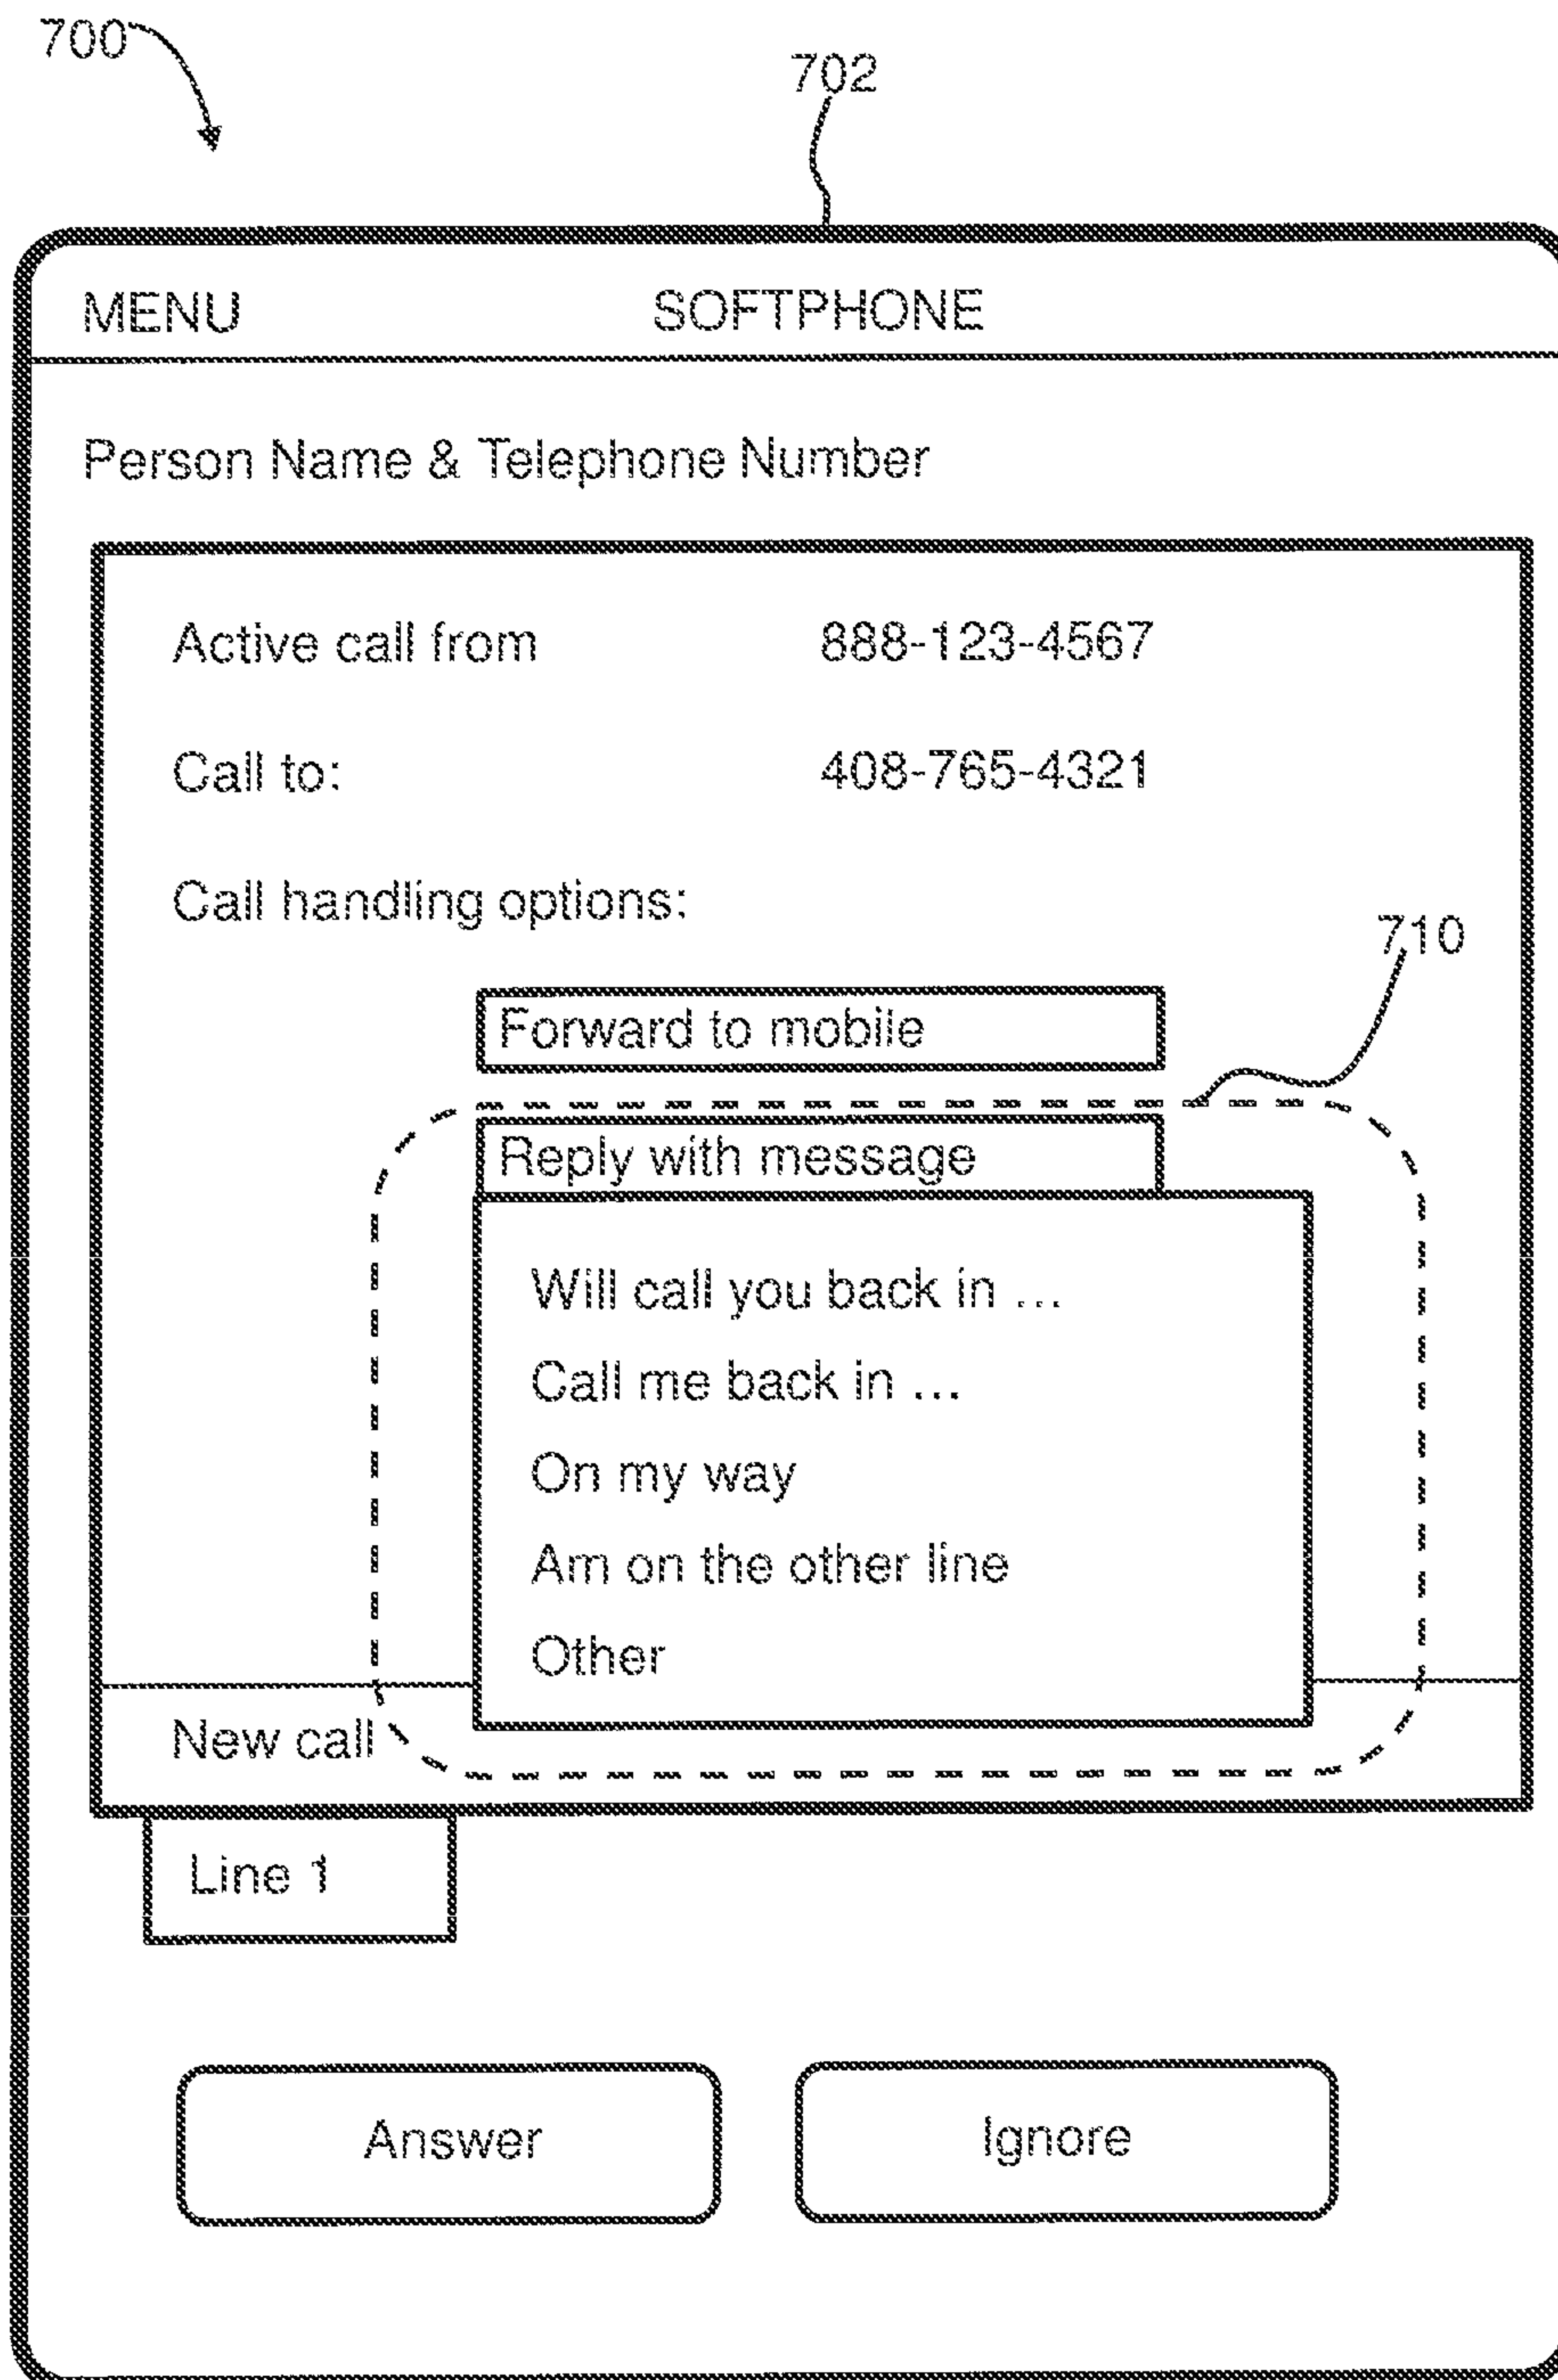 700
702
MENU SOFTPHONE
Person Name & Telephone Number
Active call from 888-123-4567
Call to: 408-765-4321
Call handling options:
710
Forward to mobile
Reply with message
Will call you back in ...
Call me back in ...
On my way
Am on the other line
Other
New call
Line 1
Answer Ignore